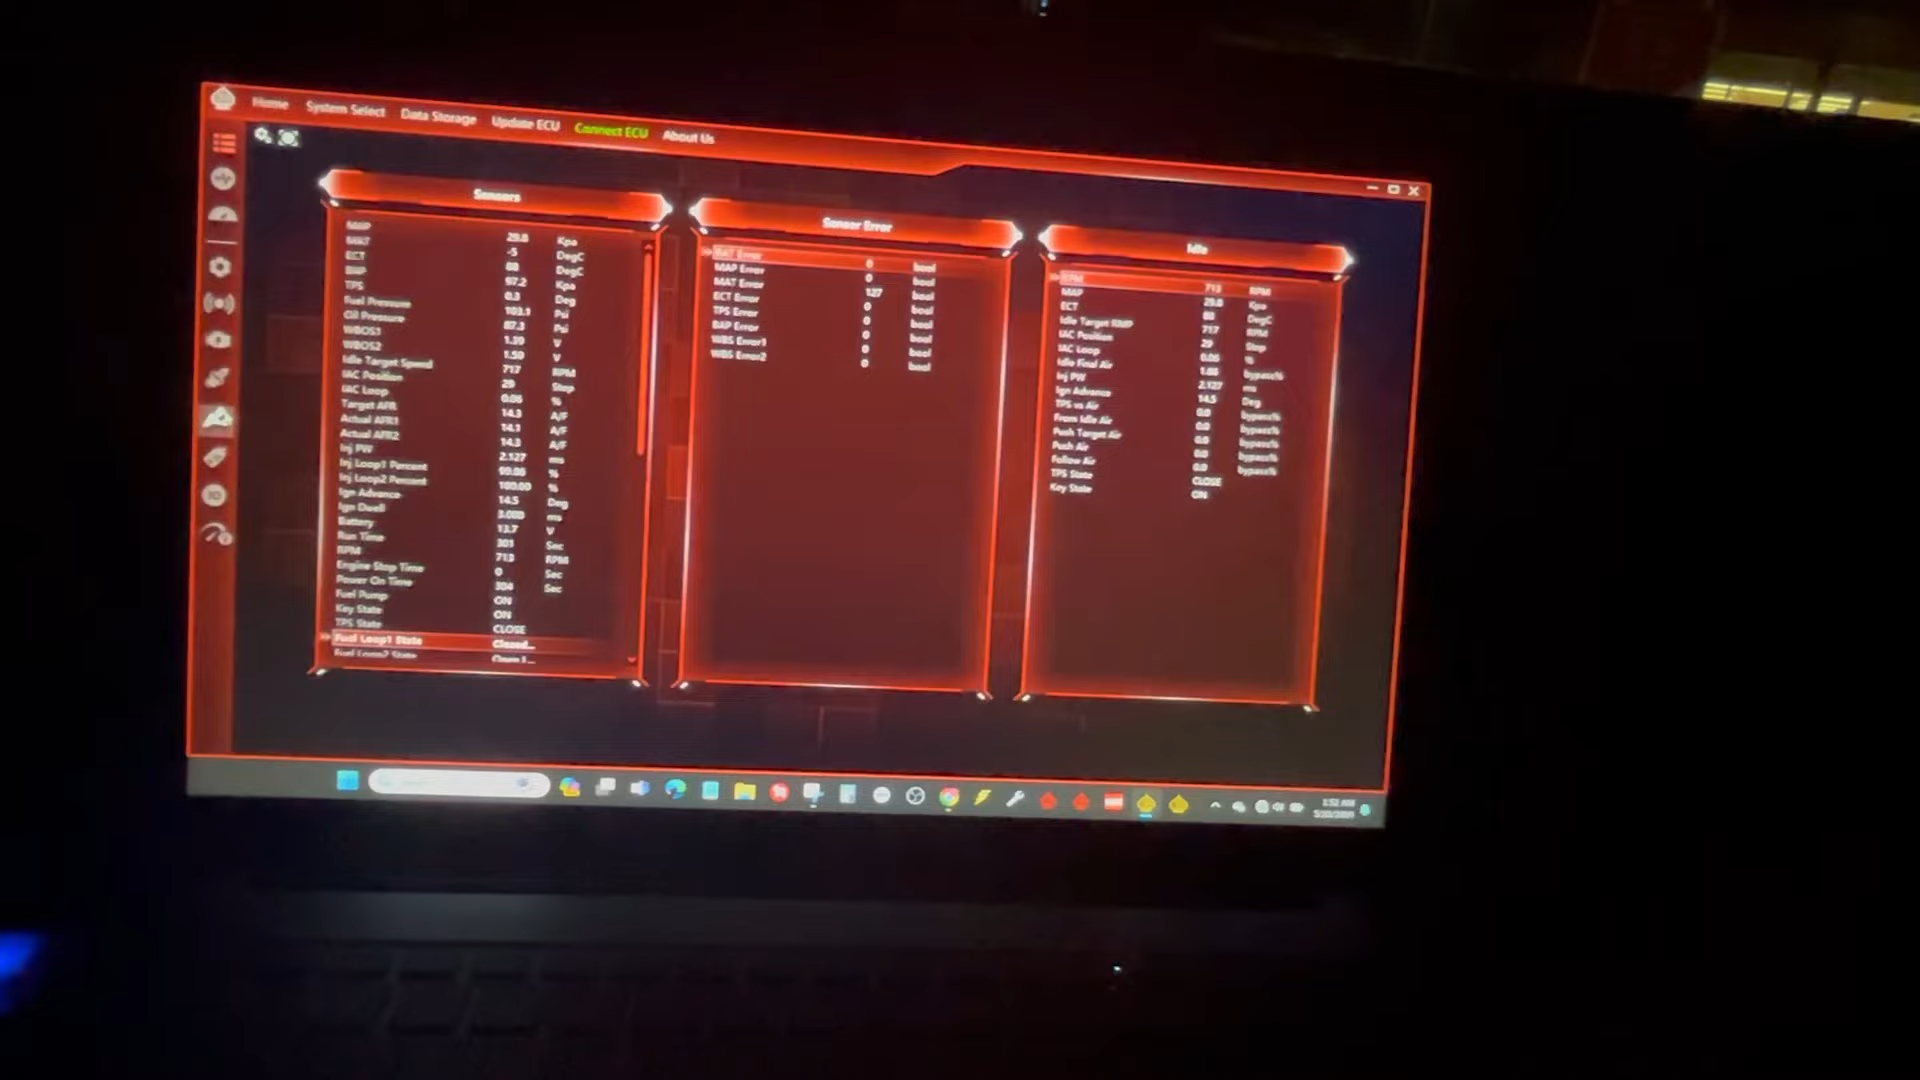 Home System Select Data Storage Update ECU Connect ECU About Us
Sensors
MAP 29.8 Kpa
MAT -5 DegC
ECT 88 DegC
BAP 97.2 Kpa
TPS 0.3 Deg
Fuel Pressure 103.1 Psi
Oil Pressure 87.3 Psi
WBOS1 1.39 V
WBOS2 1.50 V
Idle Target Speed 717 RPM
IAC Position 29 Step
IAC Loop 0.06 %
Target AFR 14.3 A/F
Actual AFR1 14.1 A/F
Actual AFR2 14.3 A/F
Inj PW 2.127 ms
Inj Loop1 Percent %
Inj Loop2 Percent 100.00 %
Ign Advance 14.5 Deg
Ign Dwell 3.000 ms
Battery 13.7 V
Run Time 301 Sec
RPM 713 RPM
Engine Stop Time 0 Sec
Power On Time 304 Sec
Fuel Pump ON
Key State ON
TPS State CLOSE
Fuel Loop1 State Closed...
Fuel Loop2 State Open l...
Sensor Error
BAT Error 0 bool
MAP Error 0 bool
MAT Error 127 bool
ECT Error 0 bool
TPS Error 0 bool
BAP Error 0 bool
WBS Error1 0 bool
WBS Error2 0 bool
Idle
RPM 713 RPM
MAP 29.8 Kpa
ECT 88 DegC
Idle Target RMP 717 RPM
IAC Position 29 Step
IAC Loop 0.06 %
Idle Final Air bypass%
Inj PW 2.127 ms
Ign Advance 14.5 Deg
TPS vs Air 0.0 bypass%
From Idle Air 0.0 bypass%
Push Target Air 0.0 bypass%
Push Air 0.0 bypass%
Follow Air 0.0 bypass%
TPS State CLOSE
Key State ON
1:52 AM